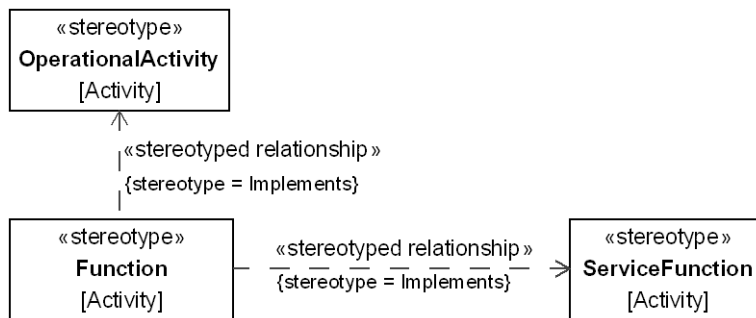 «stereotype»
OperationalActivity
[Activity]
«stereotyped relationship»
{stereotype = Implements}
«stereotype»
Function
[Activity]
«stereotyped relationship»
{stereotype = Implements}
«stereotype»
ServiceFunction
[Activity]